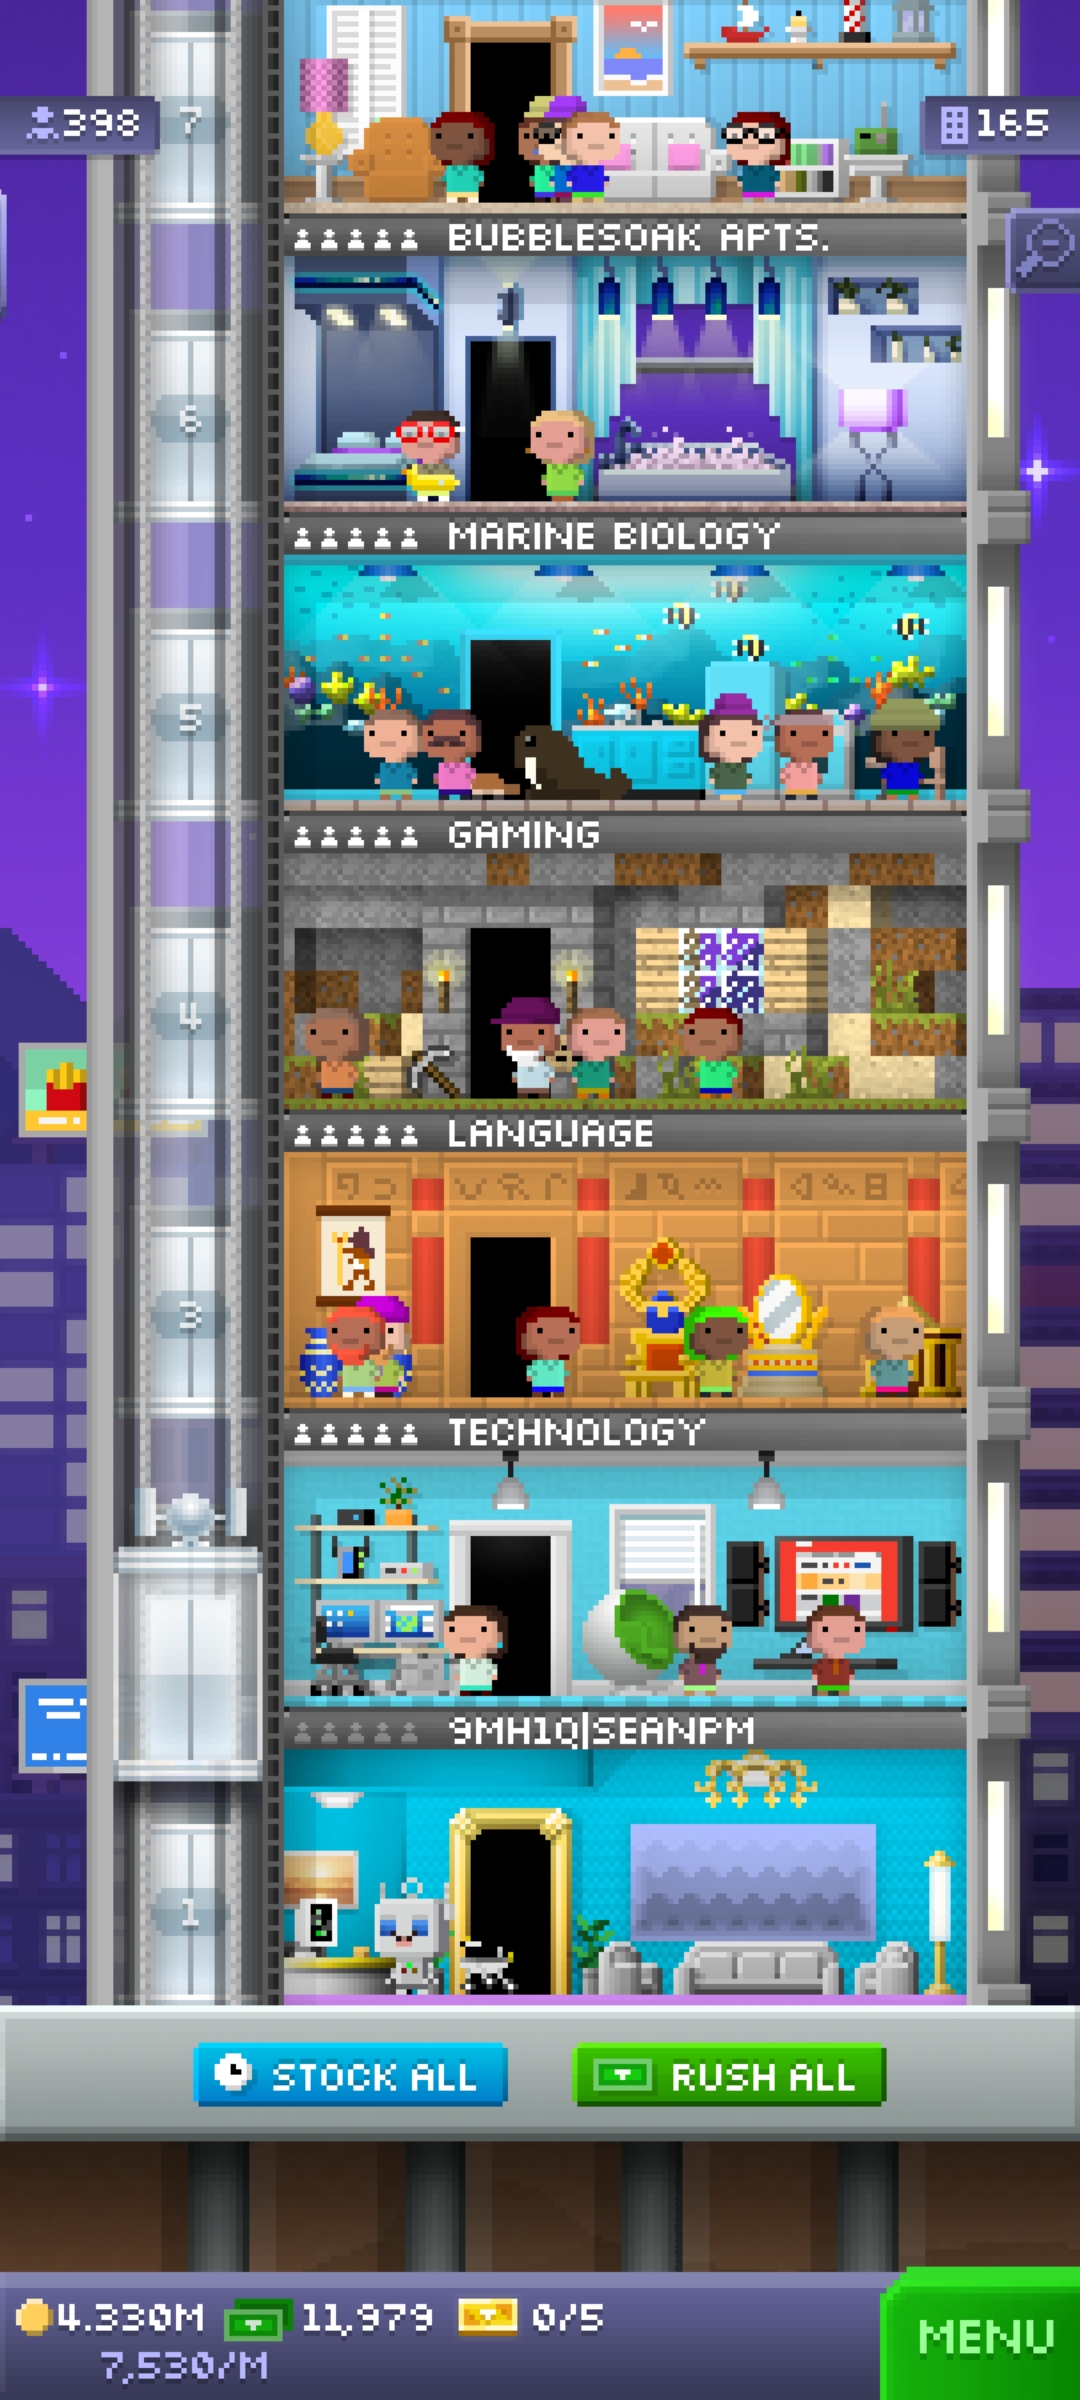 7
398
165
BUBBLESOAK APTS.
6
MARINE BIOLOGY
5
GAMING
4
LANGUAGE
3
TECHNOLOGY
9MH1Q|SEANPM
1
STOCK ALL
RUSH ALL
4.330M
11,979
0/5
7,530/M
MENU